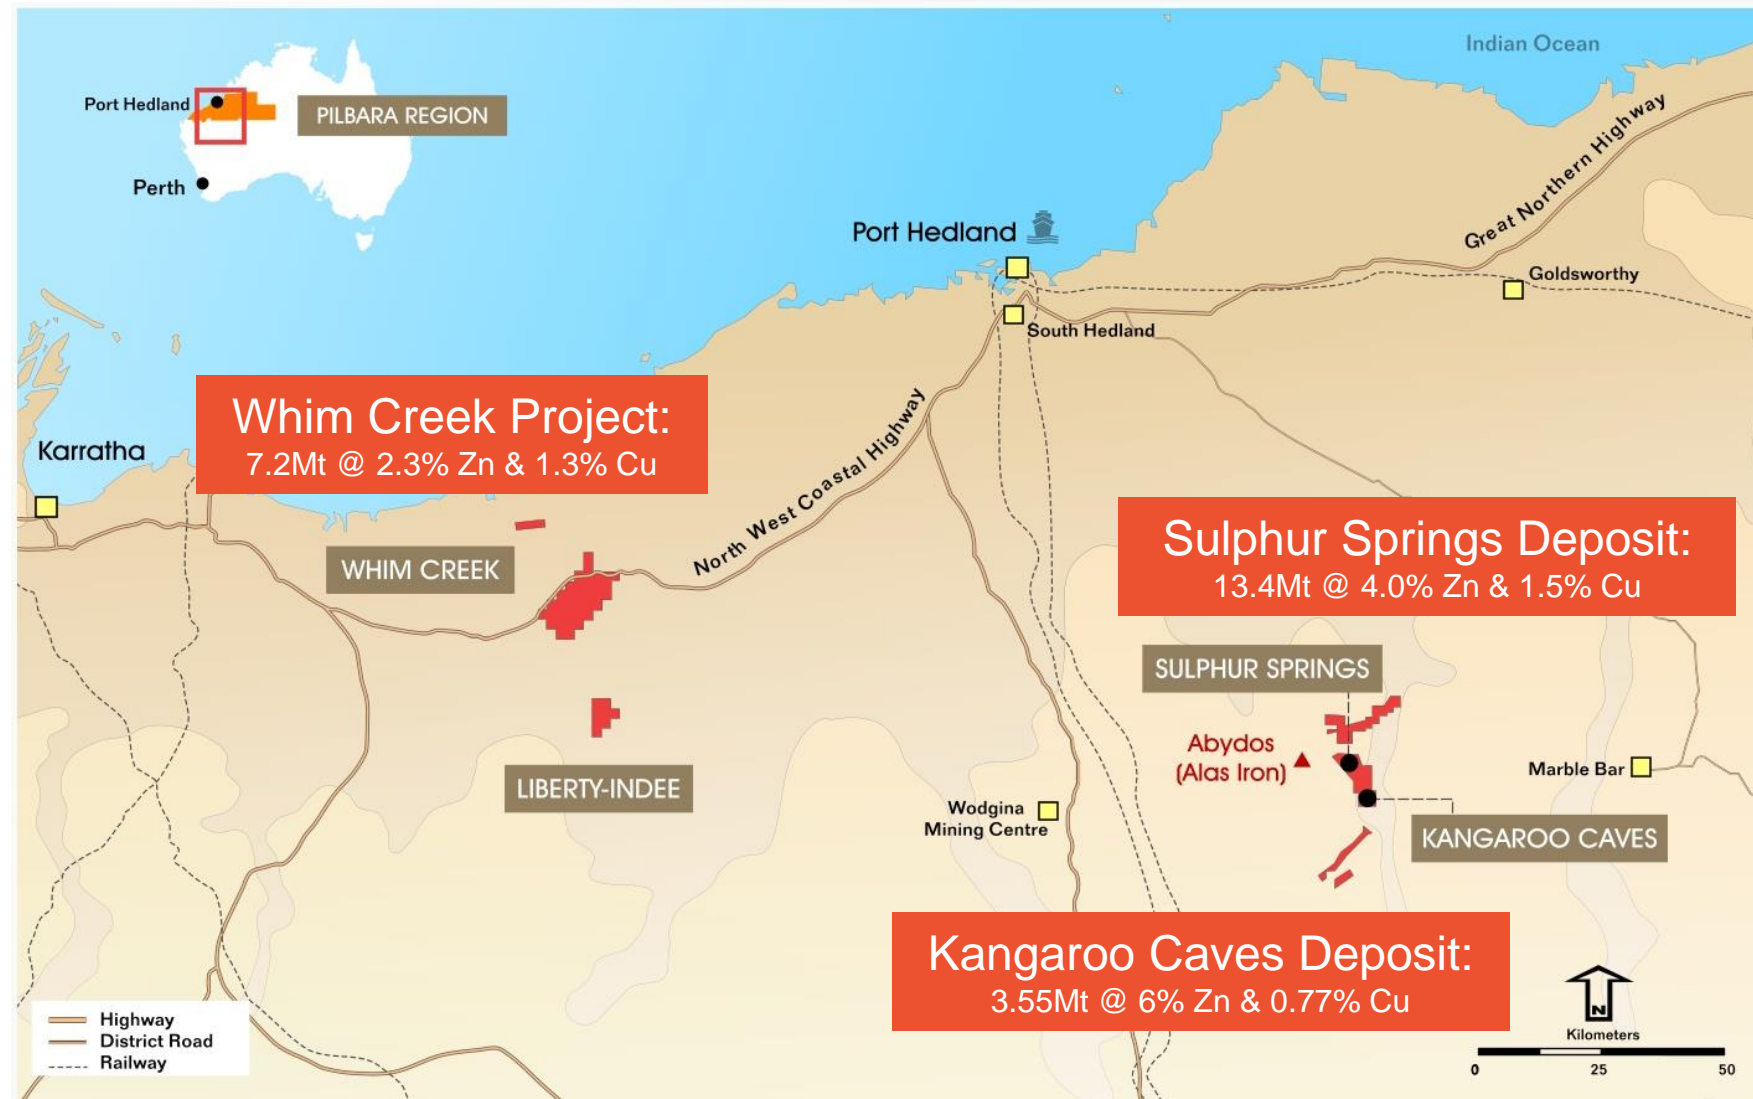 Indian Ocean
Port Hedland
PILBARA REGION
Perth
Great Northern Highway
Port Hedland
Goldsworthy
South Hedland
Whim Creek Project:
7.2Mt @ 2.3% Zn & 1.3% Cu
Karratha
North West Coastal Highway
WHIM CREEK
Sulphur Springs Deposit:
13.4Mt @ 4.0% Zn & 1.5% Cu
SULPHUR SPRINGS
Abydos
(Alas Iron)
Marble Bar
LIBERTY-INDEE
Wodgina
Mining Centre
KANGAROO CAVES
Kangaroo Caves Deposit:
3.55Mt @ 6% Zn & 0.77% Cu
Highway
District Road
Railway
N
Kilometers
0 25 50